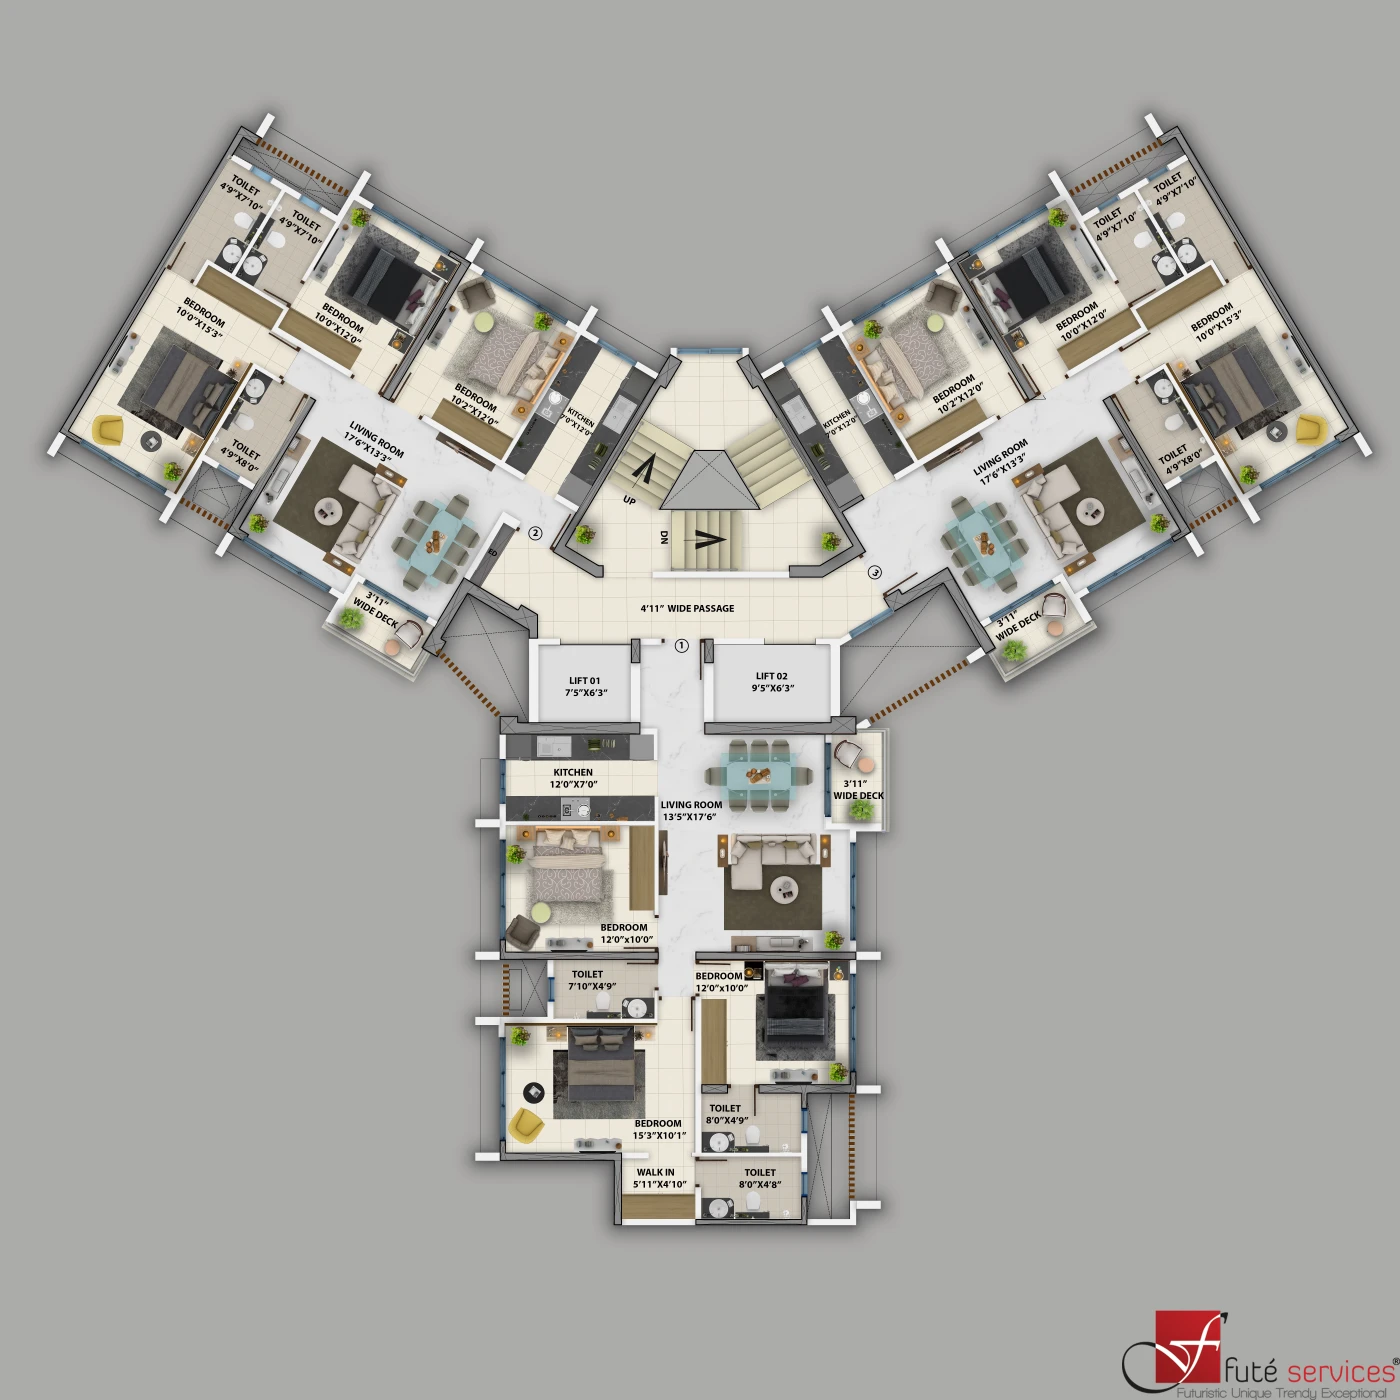 TOILET
4'9"X7'10"
TOILET
4'9"X7'10"
BEDROOM
10'0"X15'3"
BEDROOM
10'0"X12'0"
BEDROOM
10'2"X12'0"
KITCHEN
7'0"X12'0"
TOILET
4'9"X8'0"
LIVING ROOM
17'6"X13'3"
3'11"
WIDE DECK
ED
2
UP
DN
TOILET
4'9"X7'10"
TOILET
4'9"X7'10"
BEDROOM
10'0"X15'3"
BEDROOM
10'0"X12'0"
BEDROOM
10'2"X12'0"
KITCHEN
7'0"X12'0"
LIVING ROOM
17'6"X13'3"
TOILET
4'9"X8'0"
3'11"
WIDE DECK
3
4'11" WIDE PASSAGE
1
LIFT 01
7'5"X6'3"
LIFT 02
9'5"X6'3"
KITCHEN
12'0"X7'0"
3'11"
WIDE DECK
LIVING ROOM
13'5"X17'6"
BEDROOM
12'0"x10'0"
TOILET
7'10"X4'9"
BEDROOM
12'0"x10'0"
BEDROOM
15'3"X10'1"
TOILET
8'0"X4'9"
WALK IN
5'11"X4'10"
TOILET
8'0"X4'8"
futé services®
Futuristic Unique Trendy Exceptional